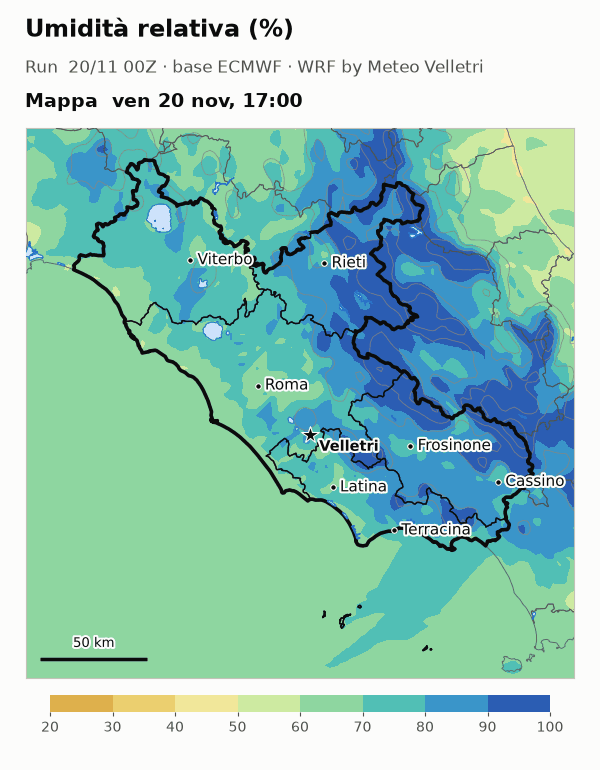 Umidità relativa (%)
Run  20/11 00Z · base ECMWF · WRF by Meteo Velletri
Mappa  ven 20 nov, 17:00
Viterbo
Rieti
Roma
Velletri
Frosinone
Latina
Cassino
Terracina
50 km
20 30 40 50 60 70 80 90 100